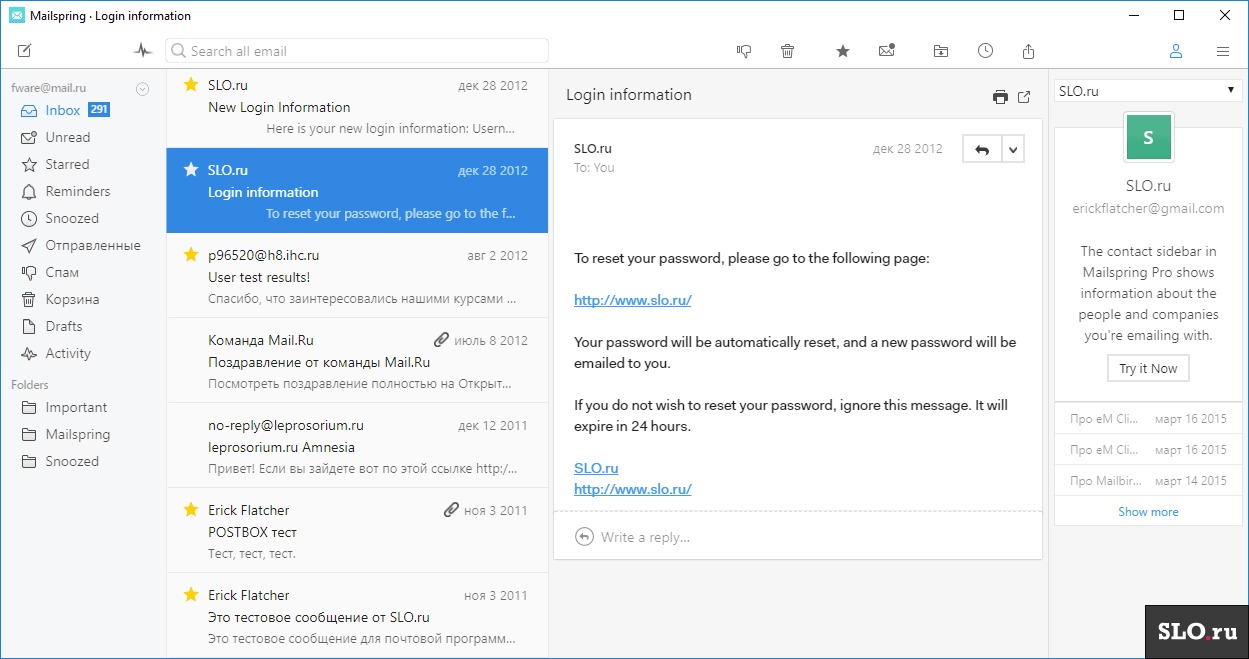 Mailspring · Login information
Search all email
fware@mail.ru
Inbox 291
Unread
Starred
Reminders
Snoozed
Отправленные
Спам
Корзина
Drafts
Activity
Folders
Important
Mailspring
Snoozed
SLO.ru дек 28 2012
New Login Information
Here is your new login information: Usern...
SLO.ru дек 28 2012
Login information
To reset your password, please go to the f...
p96520@h8.ihc.ru авг 2 2012
User test results!
Спасибо, что заинтересовались нашими курсами ...
Команда Mail.Ru июль 8 2012
Поздравление от команды Mail.Ru
Посмотреть поздравление полностью на Открыт...
no-reply@leprosorium.ru дек 12 2011
leprosorium.ru Amnesia
Привет! Если вы зайдете вот по этой ссылке http:/...
Erick Flatcher ноя 3 2011
POSTBOX тест
Тест, тест, тест.
Erick Flatcher ноя 3 2011
Это тестовое сообщение от SLO.ru
Это тестовое сообщение для почтовой программ...
Login information
SLO.ru дек 28 2012
To: You
To reset your password, please go to the following page:
http://www.slo.ru/
Your password will be automatically reset, and a new password will be
emailed to you.
If you do not wish to reset your password, ignore this message. It will
expire in 24 hours.
SLO.ru
http://www.slo.ru/
Write a reply...
SLO.ru
S
SLO.ru
erickflatcher@gmail.com
The contact sidebar in
Mailspring Pro shows
information about the
people and companies
you're emailing with.
Try it Now
Про eM Cli... март 16 2015
Про eM Cli... март 16 2015
Про Mailbir... март 14 2015
Show more
SLO.ru